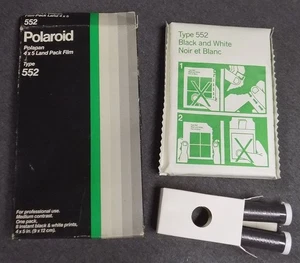 552
Polaroid
Polapan
4 x 5 Land Pack Film
Type
552
For professional use.
Medium contrast.
One pack,
8 instant black & white prints,
4 x 5 in. (9 x 12 cm).
Type 552
Black and White
Noir et Blanc
1
2